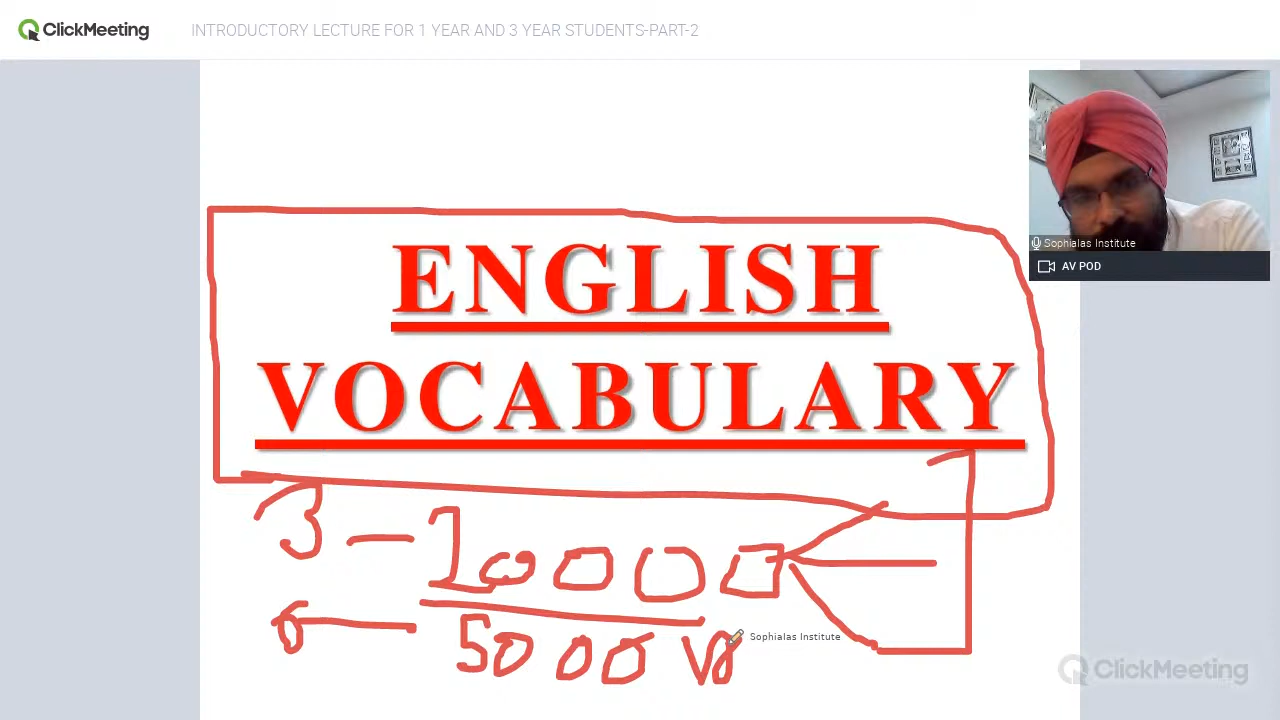 ClickMeeting
INTRODUCTORY LECTURE FOR 1 YEAR AND 3 YEAR STUDENTS-PART-2
Sophialas Institute
AV POD
ENGLISH
VOCABULARY
3 - 10000
5000
Sophialas Institute
ClickMeeting